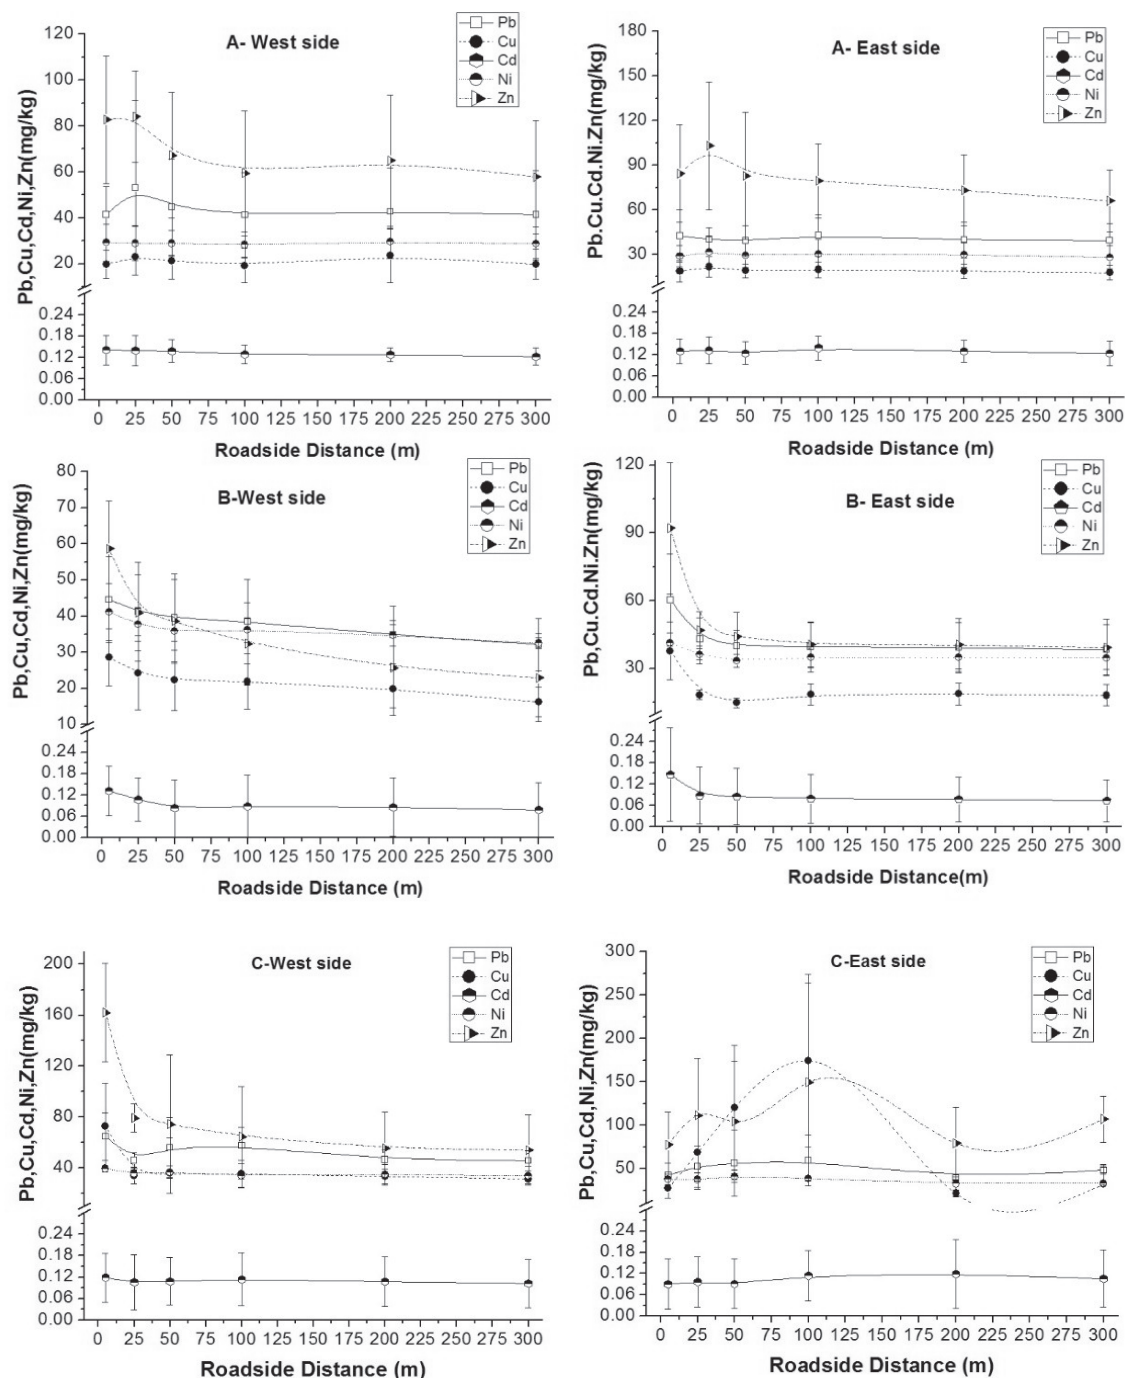 A- West side
Pb,Cu,Cd,Ni,Zn(mg/kg)
120
100
80
60
40
20
0.24
0.18
0.12
0.06
0.00
Pb
Cu
Cd
Ni
Zn
0 25 50 75 100 125 150 175 200 225 250 275 300
Roadside Distance (m)
A- East side
Pb.Cu.Cd.Ni.Zn(mg/kg)
180
150
120
90
60
30
0.24
0.18
0.12
0.06
0.00
Pb
Cu
Cd
Ni
Zn
0 25 50 75 100 125 150 175 200 225 250 275 300
Roadside Distance (m)
B-West side
Pb,Cu,Cd,Ni,Zn(mg/kg)
80
70
60
50
40
30
20
10
0.24
0.18
0.12
0.06
0.00
Pb
Cu
Cd
Ni
Zn
0 25 50 75 100 125 150 175 200 225 250 275 300
Roadside Distance (m)
B- East side
Pb,Cu.Cd.Ni.Zn(mg/kg)
120
90
60
30
0.24
0.18
0.12
0.06
0.00
Pb
Cu
Cd
Ni
Zn
0 25 50 75 100 125 150 175 200 225 250 275 300
Roadside Distance(m)
C-West side
Pb,Cu,Cd,Ni,Zn(mg/kg)
200
160
120
80
40
0.24
0.18
0.12
0.06
0.00
Pb
Cu
Cd
Ni
Zn
0 25 50 75 100 125 150 175 200 225 250 275 300
Roadside Distance (m)
C-East side
Pb,Cu,Cd,Ni,Zn(mg/kg)
300
250
200
150
100
50
0.24
0.18
0.12
0.06
0.00
Pb
Cu
Cd
Ni
Zn
0 25 50 75 100 125 150 175 200 225 250 275 300
Roadside Distance (m)